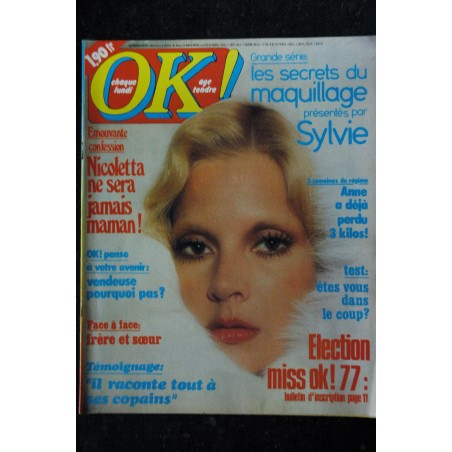 1,90 fr
OK!
chaque
lundi
age
tendre
Grande série:
les secrets du
maquillage
présentés par
Sylvie
Emouvante
confession
Nicoletta
ne sera
jamais
maman!
3 semaines de régime
Anne
a déjà
perdu
3 kilos!
OK! pense
à votre avenir:
vendeuse
pourquoi pas?
test:
êtes vous
dans
le coup?
Face à face:
frère et sœur
Témoignage:
"il raconte tout à
ses copains"
Election
miss ok! 77:
bulletin d'inscription page 11